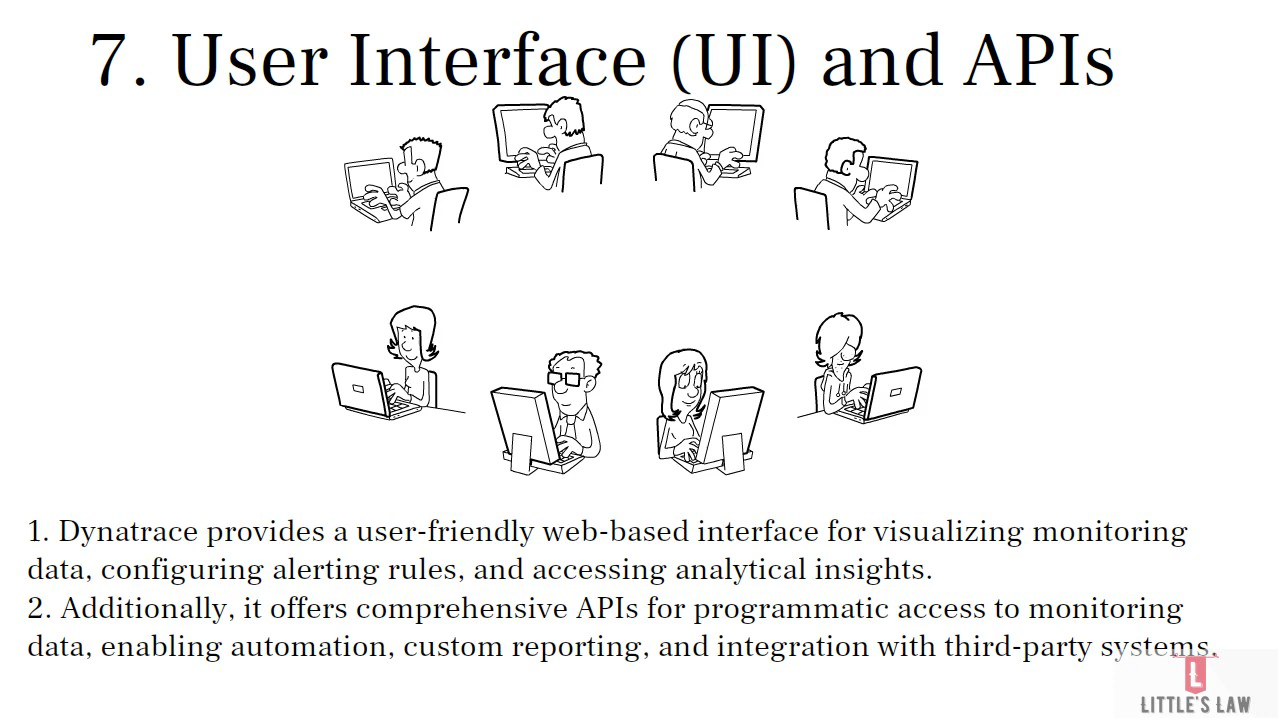 7. User Interface (UI) and APIs
1. Dynatrace provides a user-friendly web-based interface for visualizing monitoring
data, configuring alerting rules, and accessing analytical insights.
2. Additionally, it offers comprehensive APIs for programmatic access to monitoring
data, enabling automation, custom reporting, and integration with third-party systems.
L
LITTLE'S LAW